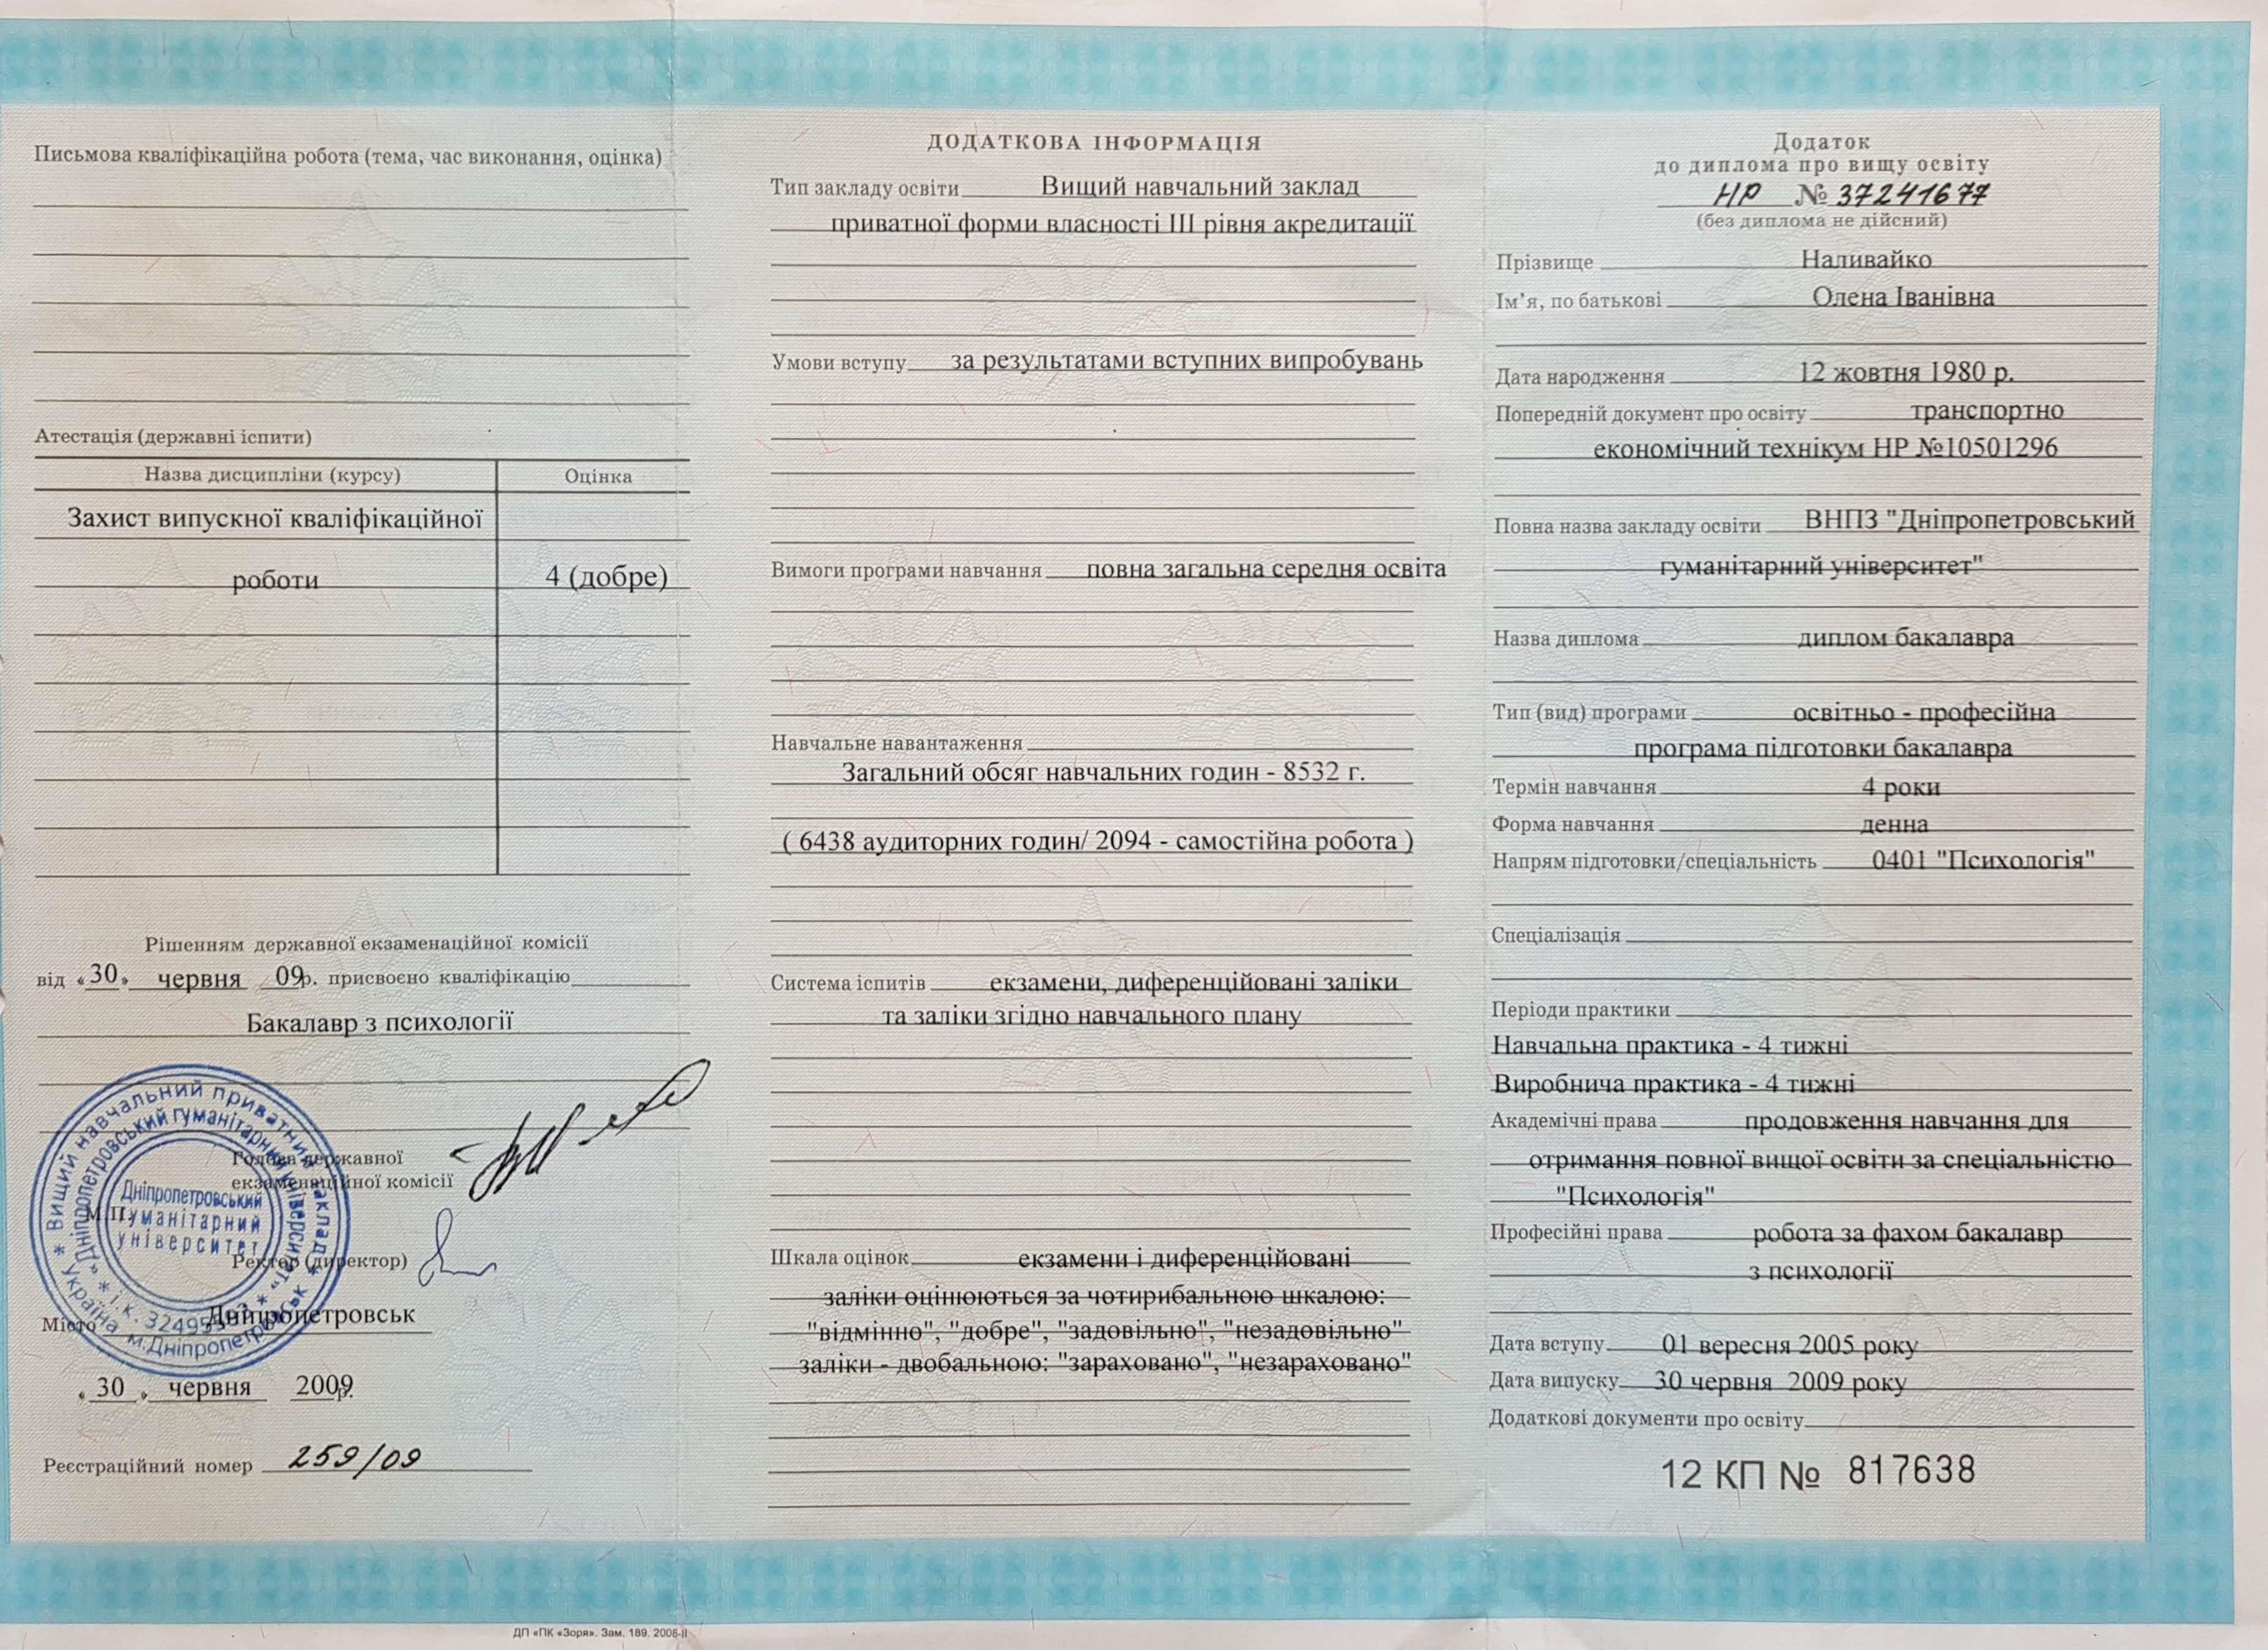 Письмова кваліфікаційна робота (тема, час виконання, оцінка)
Атестація (державні іспити)
Назва дисципліни (курсу) Оцінка
Захист випускної кваліфікаційної
роботи 4 (добре)
Рішенням державної екзаменаційної комісії
від «30» червня 09р. присвоєно кваліфікацію
Бакалавр з психології
Голова державної
екзаменаційної комісії
М.П.
Ректор (директор)
Місто Дніпропетровськ
«30» червня 2009р.
Реєстраційний номер 259/09
* Вищий навчальний приватний заклад *
Україна м.Дніпропетровськ
«Дніпропетровський гуманітарний університет»
* і.к.
Дніпропетровський
гуманітарний
університет
ДОДАТКОВА ІНФОРМАЦІЯ
Тип закладу освіти Вищий навчальний заклад
приватної форми власності III рівня акредитації
Умови вступу за результатами вступних випробувань
Вимоги програми навчання повна загальна середня освіта
Навчальне навантаження
Загальний обсяг навчальних годин - 8532 г.
( 6438 аудиторних годин/ 2094 - самостійна робота )
Система іспитів екзамени, диференційовані заліки
та заліки згідно навчального плану
Шкала оцінок екзамени і диференційовані
заліки оцінюються за чотирибальною шкалою:
"відмінно", "добре", "задовільно", "незадовільно"
заліки - двобальною: "зараховано", "незараховано"
Додаток
до диплома про вищу освіту
НР № 37241677
(без диплома не дійсний)
Прізвище Наливайко
Ім’я, по батькові Олена Іванівна
Дата народження 12 жовтня 1980 р.
Попередній документ про освіту транспортно
економічний технікум НР №10501296
Повна назва закладу освіти ВНПЗ "Дніпропетровський
гуманітарний університет"
Назва диплома диплом бакалавра
Тип (вид) програми освітньо - професійна
програма підготовки бакалавра
Термін навчання 4 роки
Форма навчання денна
Напрям підготовки/спеціальність 0401 "Психологія"
Спеціалізація
Періоди практики
Навчальна практика - 4 тижні
Виробнича практика - 4 тижні
Академічні права продовження навчання для
отримання повної вищої освіти за спеціальністю
"Психологія"
Професійні права робота за фахом бакалавр
з психології
Дата вступу 01 вересня 2005 року
Дата випуску 30 червня 2009 року
Додаткові документи про освіту
12 КП № 817638
ДП «ПК «Зоря». Зам. 189. 2006-II